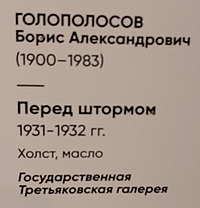 ГОЛОПОЛОСОВ
Борис Александрович
(1900–1983)
Перед штормом
1931-1932 гг.
Холст, масло
Государственная
Третьяковская галерея